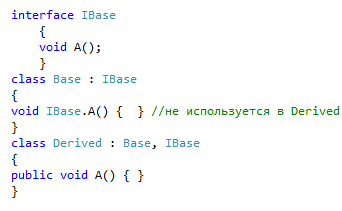 interface IBase
{
void A();
}
class Base : IBase
{
void IBase.A() {  } //не используется в Derived
}
class Derived : Base, IBase
{
public void A() { }
}